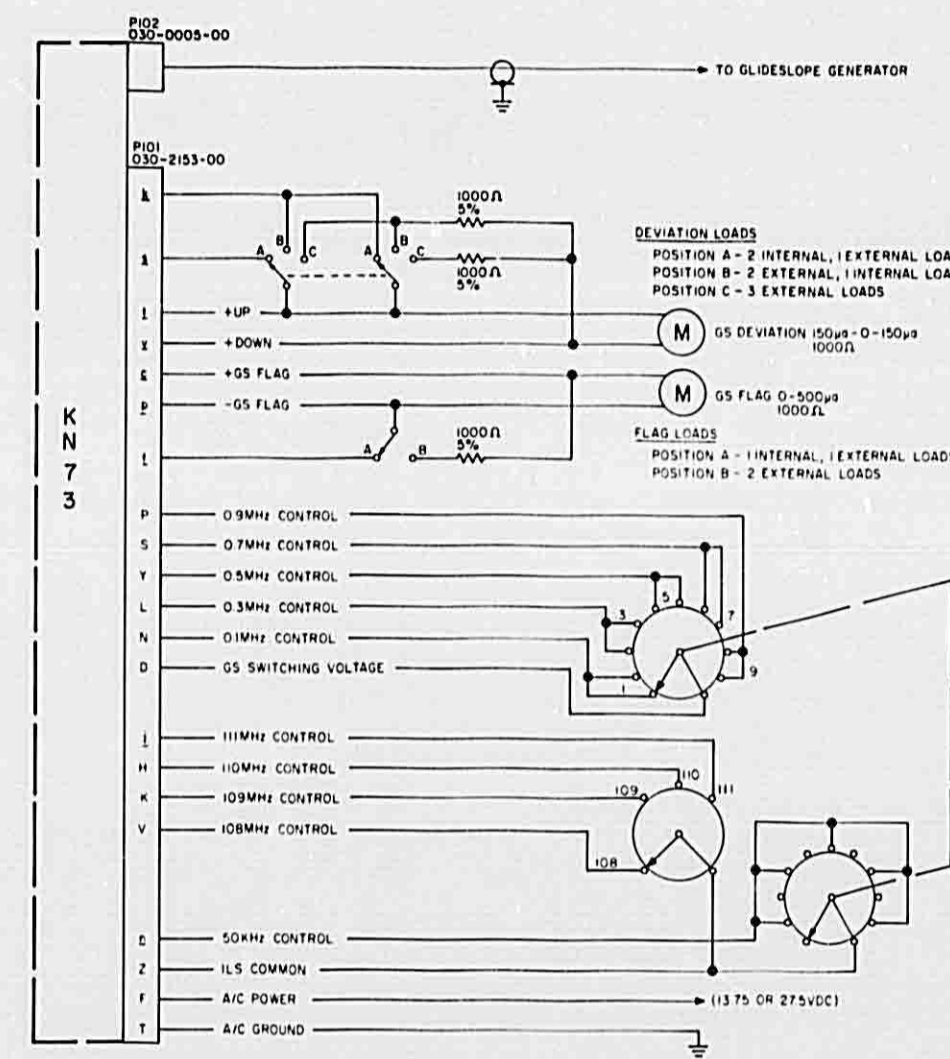 P102
030-0005-00
TO GLIDESLOPE GENERATOR
P101
030-2153-00
1000Ω
5%
A B C A B C
1000Ω
5%
DEVIATION LOADS
POSITION A - 2 INTERNAL, 1 EXTERNAL LOA
POSITION B - 2 EXTERNAL, 1 INTERNAL LOA
POSITION C - 3 EXTERNAL LOADS
+UP
M GS DEVIATION 150µa-0-150µa
1000Ω
+DOWN
+GS FLAG
M GS FLAG 0-500µa
1000Ω
-GS FLAG
KN73
A B
1000Ω
5%
FLAG LOADS
POSITION A - 1 INTERNAL, 1 EXTERNAL LOADS
POSITION B - 2 EXTERNAL LOADS
P 0.9MHz CONTROL
S 0.7MHz CONTROL
Y 0.5MHz CONTROL
L 0.3MHz CONTROL
N 0.1MHz CONTROL
D GS SWITCHING VOLTAGE
1 3 5 7 9
111MHz CONTROL
H 110MHz CONTROL
K 109MHz CONTROL
V 108MHz CONTROL
108 109 110 111
50KHz CONTROL
Z ILS COMMON
F A/C POWER (13.75 OR 27.5VDC)
T A/C GROUND